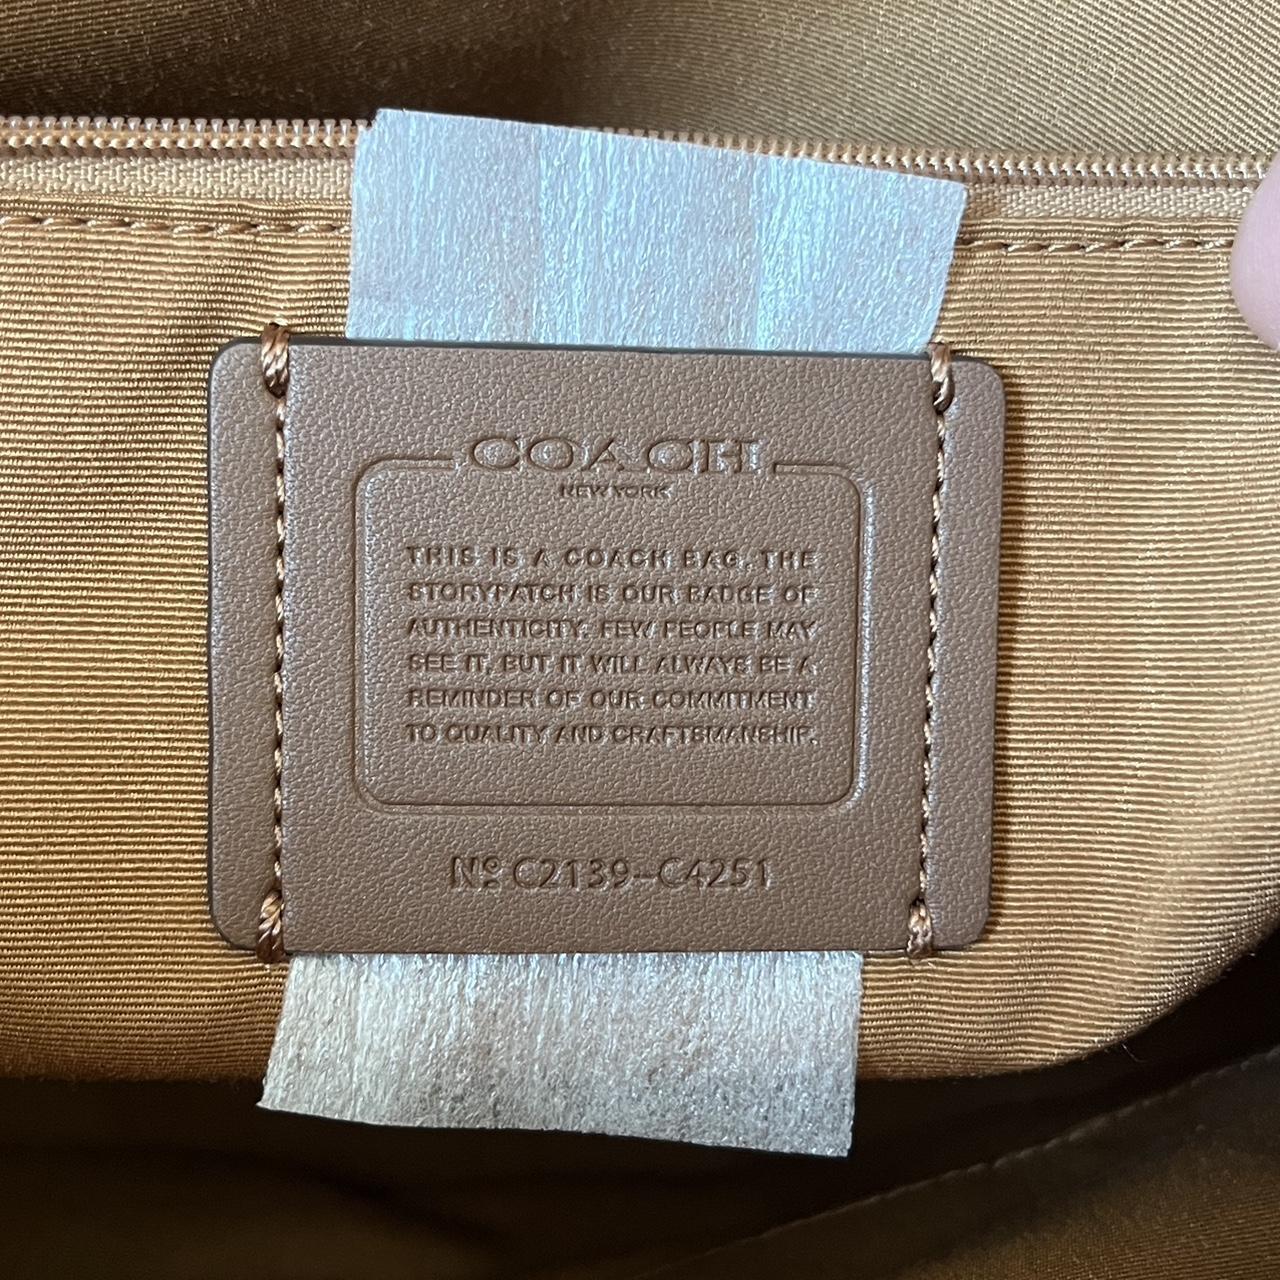 COACH
NEW YORK
THIS IS A COACH BAG. THE
STORYPATCH IS OUR BADGE OF
AUTHENTICITY. FEW PEOPLE MAY
SEE IT, BUT IT WILL ALWAYS BE A
REMINDER OF OUR COMMITMENT
TO QUALITY AND CRAFTSMANSHIP.
Nº C2139-C4251